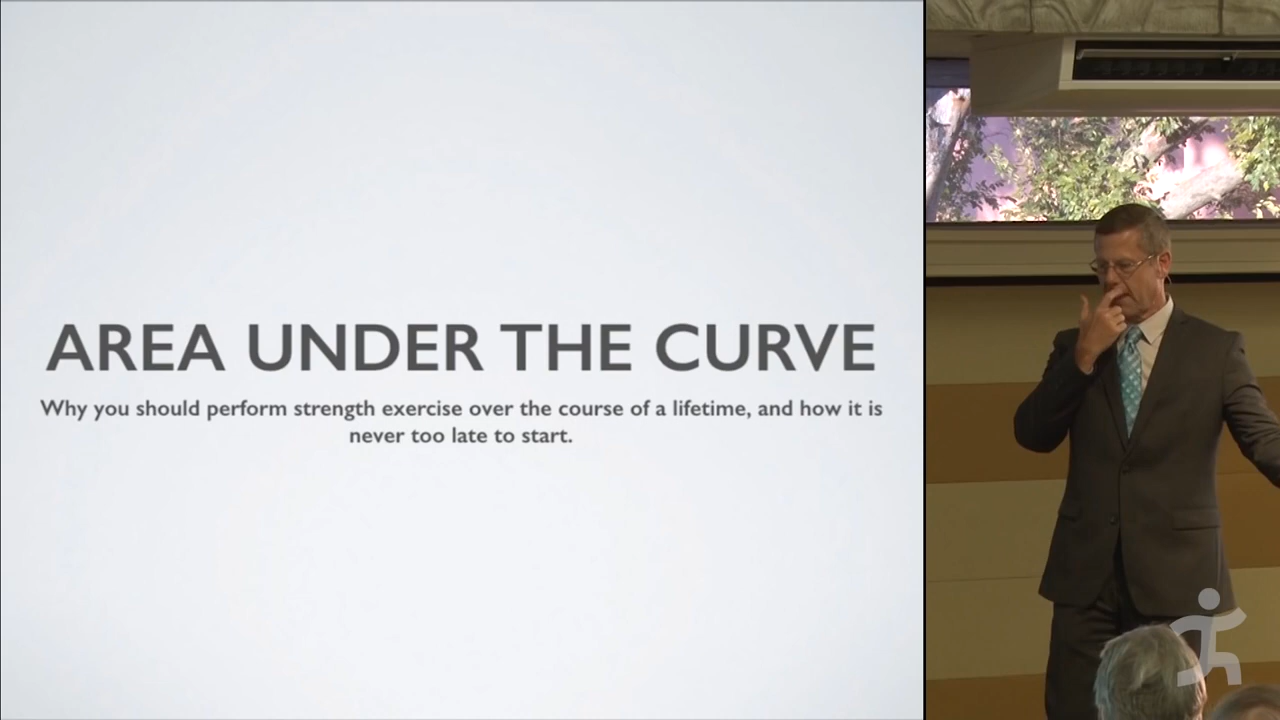 AREA UNDER THE CURVE
Why you should perform strength exercise over the course of a lifetime, and how it is
never too late to start.